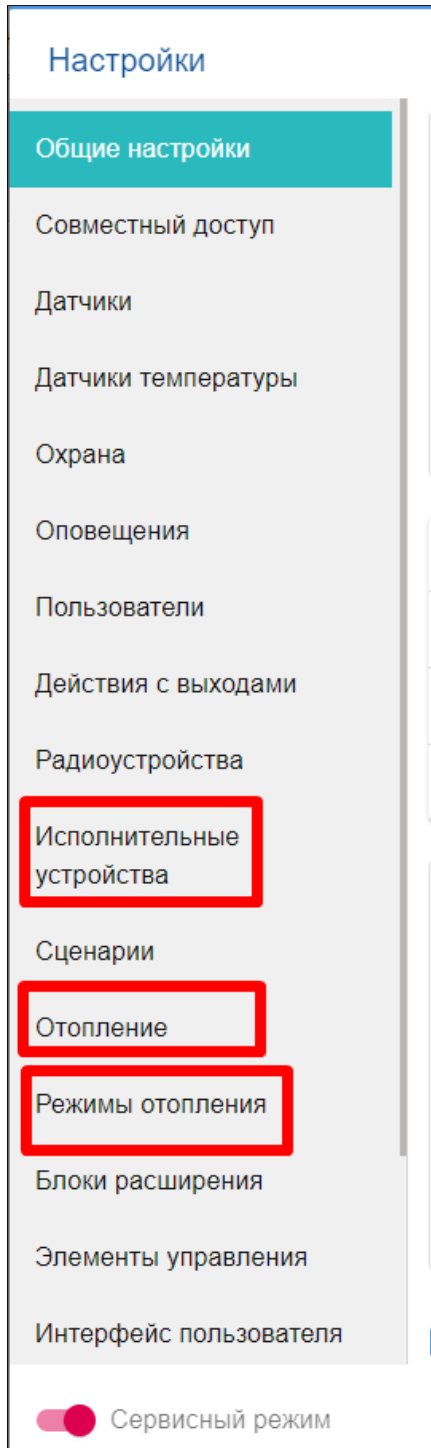 Настройки
Общие настройки
Совместный доступ
Датчики
Датчики температуры
Охрана
Оповещения
Пользователи
Действия с выходами
Радиоустройства
Исполнительные
устройства
Сценарии
Отопление
Режимы отопления
Блоки расширения
Элементы управления
Интерфейс пользователя
Сервисный режим